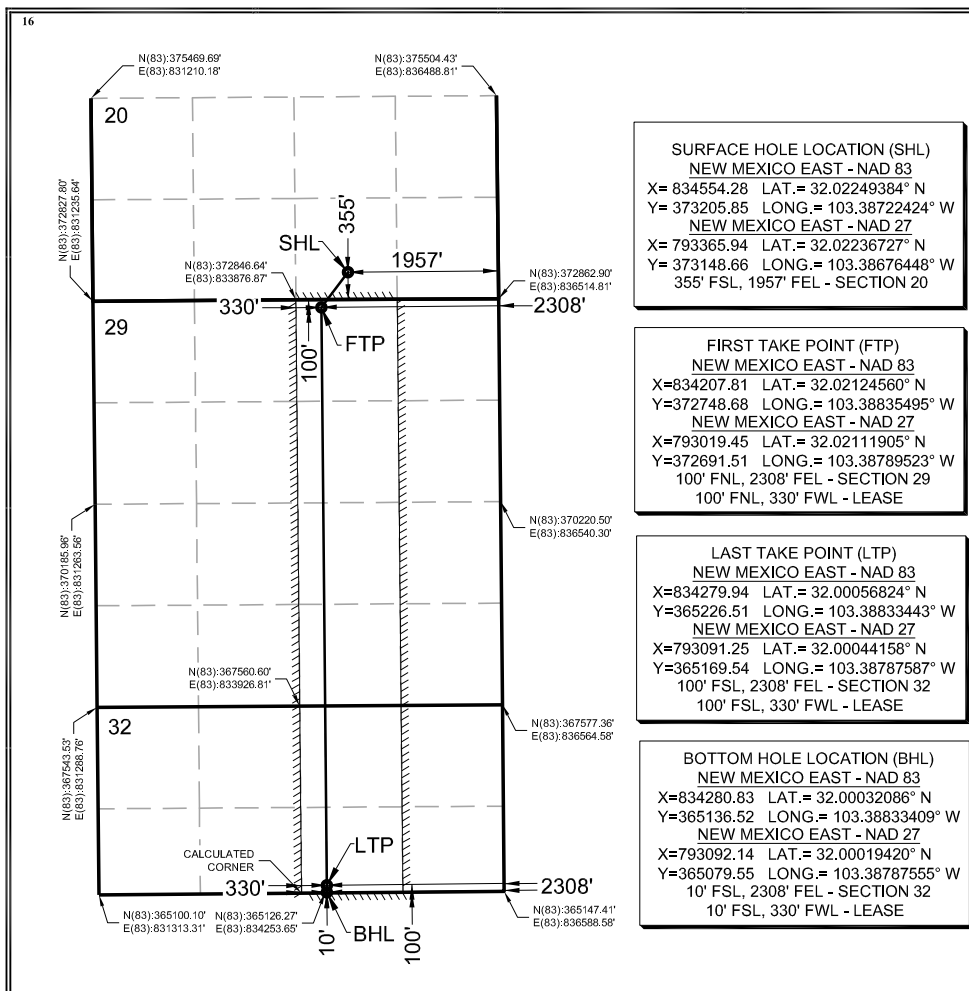 16
N(83):375469.69'
E(83):831210.18'
N(83):375504.43'
E(83):836488.81'
20
N(83):372827.80'
E(83):831235.64'
355'
SHL
1957'
N(83):372846.64'
E(83):833876.87'
N(83):372862.90'
E(83):836514.81'
330'
2308'
29
100'
FTP
N(83):370185.96'
E(83):831263.56'
N(83):370220.50'
E(83):836540.30'
N(83):367560.60'
E(83):833926.81'
32
N(83):367577.36'
E(83):836564.58'
N(83):367543.53'
E(83):831288.76'
CALCULATED
CORNER
LTP
330'
2308'
N(83):365100.10'
E(83):831313.31'
N(83):365126.27'
E(83):834253.65'
10'
BHL
100'
N(83):365147.41'
E(83):836588.58'
SURFACE HOLE LOCATION (SHL)
NEW MEXICO EAST - NAD 83
X= 834554.28 LAT.= 32.02249384° N
Y= 373205.85 LONG.= 103.38722424° W
NEW MEXICO EAST - NAD 27
X= 793365.94 LAT.= 32.02236727° N
Y= 373148.66 LONG.= 103.38676448° W
355' FSL, 1957' FEL - SECTION 20
FIRST TAKE POINT (FTP)
NEW MEXICO EAST - NAD 83
X=834207.81 LAT.= 32.02124560° N
Y=372748.68 LONG.= 103.38835495° W
NEW MEXICO EAST - NAD 27
X=793019.45 LAT.= 32.02111905° N
Y=372691.51 LONG.= 103.38789523° W
100' FNL, 2308' FEL - SECTION 29
100' FNL, 330' FWL - LEASE
LAST TAKE POINT (LTP)
NEW MEXICO EAST - NAD 83
X=834279.94 LAT.= 32.00056824° N
Y=365226.51 LONG.= 103.38833443° W
NEW MEXICO EAST - NAD 27
X=793091.25 LAT.= 32.00044158° N
Y=365169.54 LONG.= 103.38787587° W
100' FSL, 2308' FEL - SECTION 32
100' FSL, 330' FWL - LEASE
BOTTOM HOLE LOCATION (BHL)
NEW MEXICO EAST - NAD 83
X=834280.83 LAT.= 32.00032086° N
Y=365136.52 LONG.= 103.38833409° W
NEW MEXICO EAST - NAD 27
X=793092.14 LAT.= 32.00019420° N
Y=365079.55 LONG.= 103.38787555° W
10' FSL, 2308' FEL - SECTION 32
10' FSL, 330' FWL - LEASE